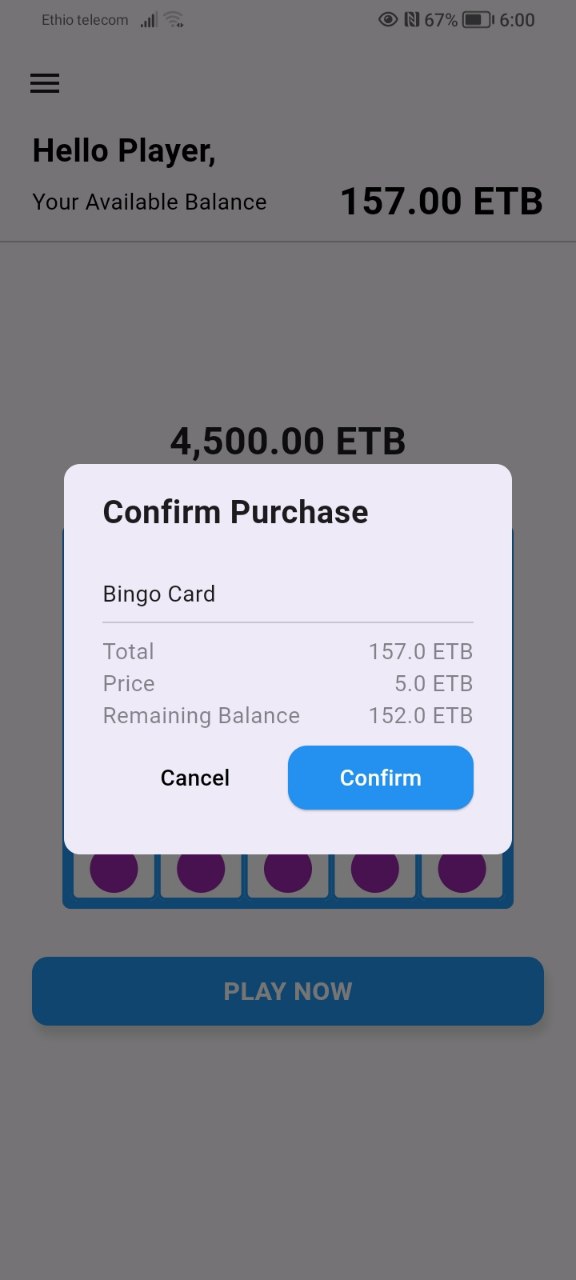 Ethio telecom 67% 6:00
Hello Player,
Your Available Balance 157.00 ETB
4,500.00 ETB
Confirm Purchase
Bingo Card
Total 157.0 ETB
Price 5.0 ETB
Remaining Balance 152.0 ETB
Cancel Confirm
PLAY NOW